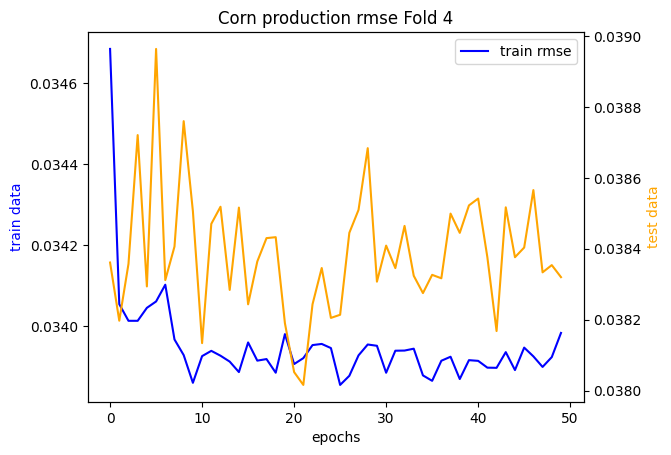 Corn production rmse Fold 4
train rmse
train data
0.0346
0.0344
0.0342
0.0340
0.0390
0.0388
0.0386
0.0384
0.0382
0.0380
test data
0 10 20 30 40 50
epochs